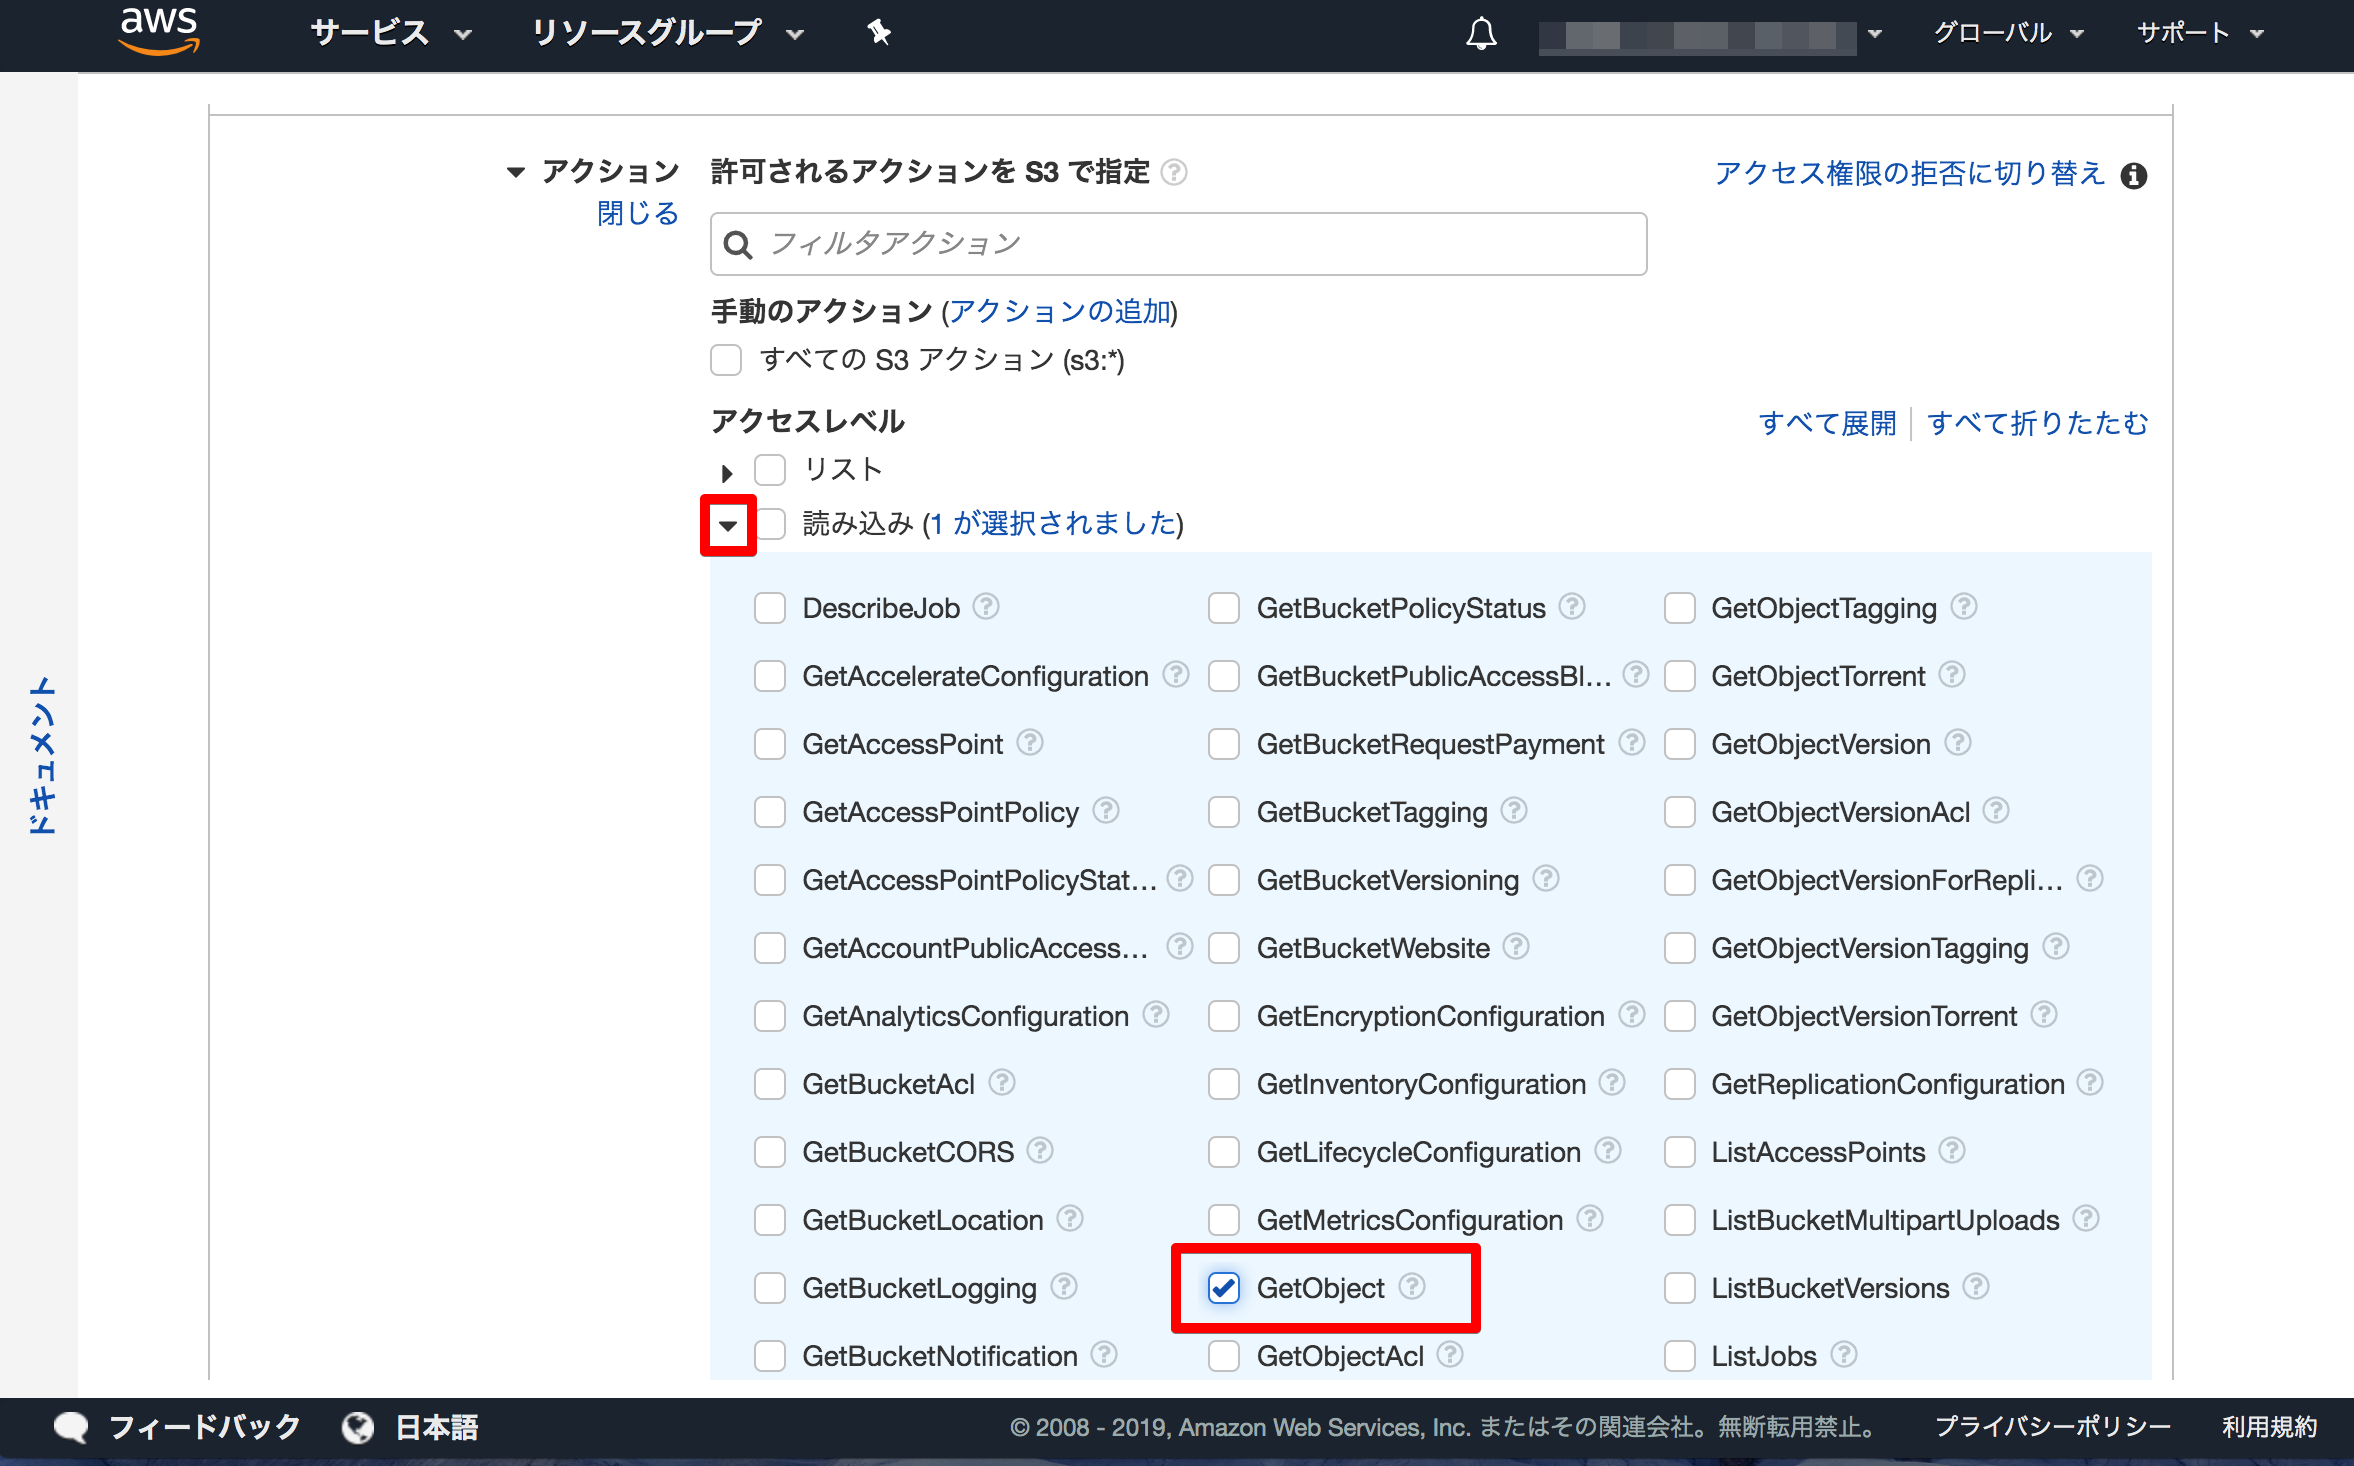 aws サービス リソースグループ グローバル サポート
アクション 許可されるアクションを S3 で指定 アクセス権限の拒否に切り替え
閉じる
フィルタアクション
手動のアクション (アクションの追加)
すべての S3 アクション (s3:*)
アクセスレベル すべて展開 すべて折りたたむ
リスト
読み込み (1 が選択されました)
DescribeJob GetBucketPolicyStatus GetObjectTagging
GetAccelerateConfiguration GetBucketPublicAccessBl... GetObjectTorrent
GetAccessPoint GetBucketRequestPayment GetObjectVersion
GetAccessPointPolicy GetBucketTagging GetObjectVersionAcl
GetAccessPointPolicyStat... GetBucketVersioning GetObjectVersionForRepli...
GetAccountPublicAccess... GetBucketWebsite GetObjectVersionTagging
GetAnalyticsConfiguration GetEncryptionConfiguration GetObjectVersionTorrent
GetBucketAcl GetInventoryConfiguration GetReplicationConfiguration
GetBucketCORS GetLifecycleConfiguration ListAccessPoints
GetBucketLocation GetMetricsConfiguration ListBucketMultipartUploads
GetBucketLogging GetObject ListBucketVersions
GetBucketNotification GetObjectAcl ListJobs
ドキュメント
フィードバック 日本語 © 2008 - 2019, Amazon Web Services, Inc. またはその関連会社。無断転用禁止。 プライバシーポリシー 利用規約